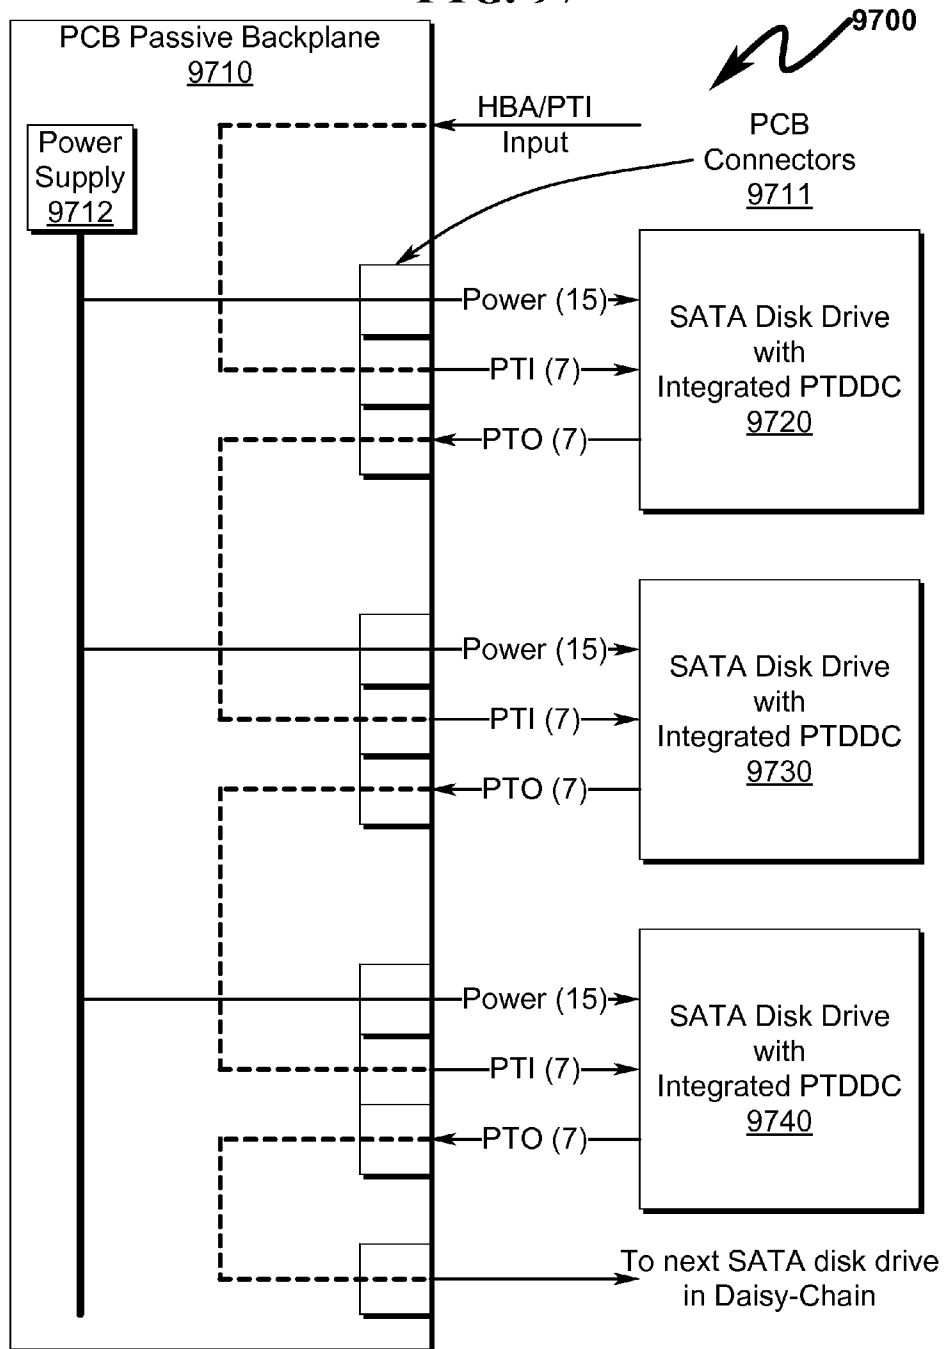 FIG. 97
9700
PCB Passive Backplane
9710
HBA/PTI
Input
PCB
Connectors
9711
Power
Supply
9712
Power (15)
PTI (7)
PTO (7)
SATA Disk Drive
with
Integrated PTDDC
9720
Power (15)
PTI (7)
PTO (7)
SATA Disk Drive
with
Integrated PTDDC
9730
Power (15)
PTI (7)
PTO (7)
SATA Disk Drive
with
Integrated PTDDC
9740
To next SATA disk drive
in Daisy-Chain